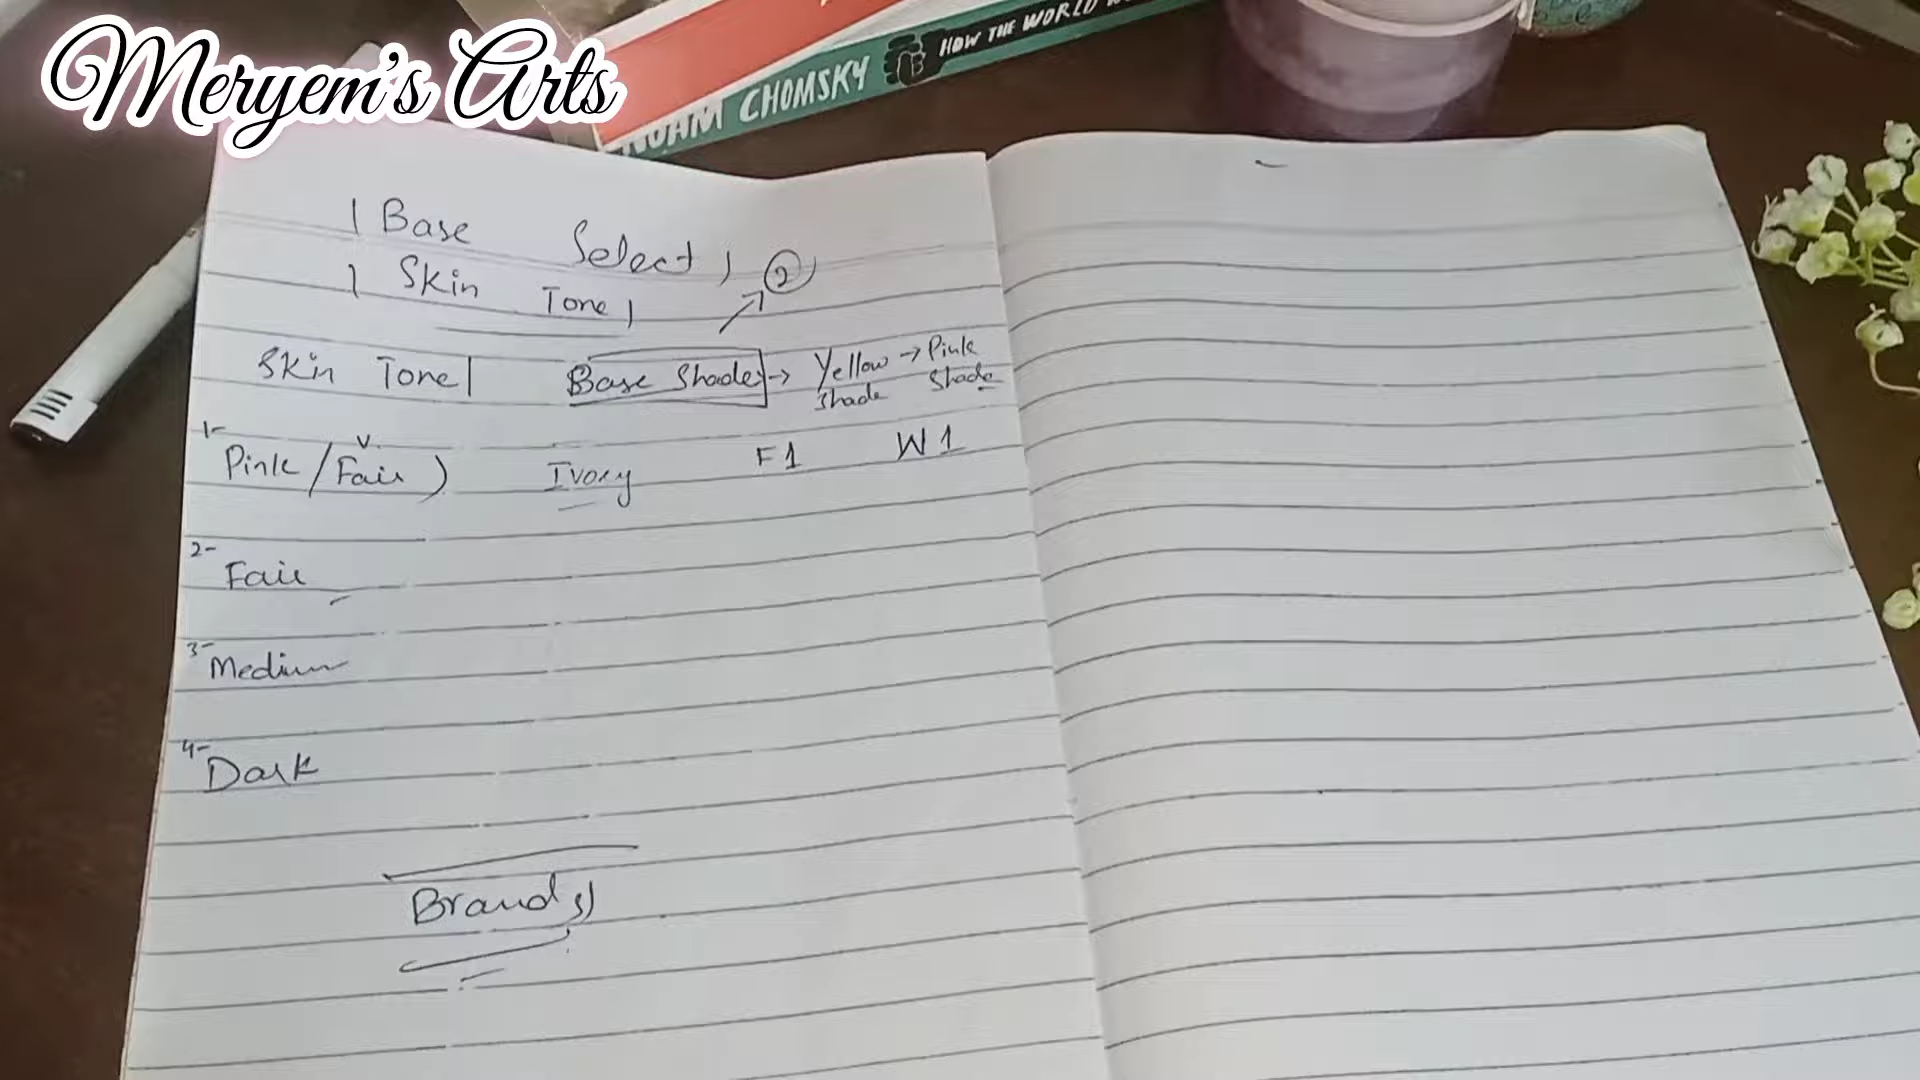 Meryem's Arts
NOAM CHOMSKY HOW THE WORLD
Base Select
Skin Tone
2
Skin Tone Base Shade → Yellow Shade → Pink Shade
1- Pink / V. Fair) Ivory F1 W1
2- Fair
3- Medium
4- Dark
Brands